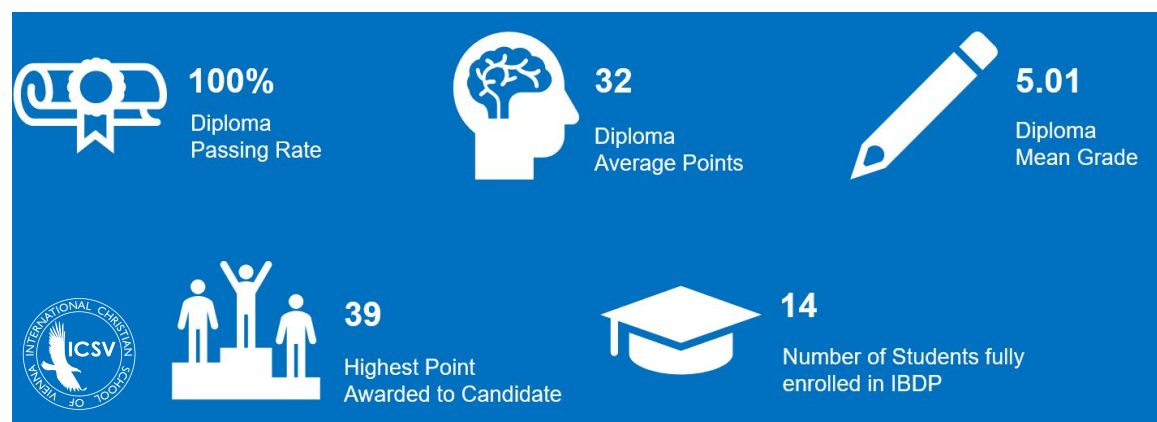 100%
Diploma
Passing Rate
32
Diploma
Average Points
5.01
Diploma
Mean Grade
INTERNATIONAL CHRISTIAN SCHOOL OF VIENNA
ICSV
39
Highest Point
Awarded to Candidate
14
Number of Students fully
enrolled in IBDP